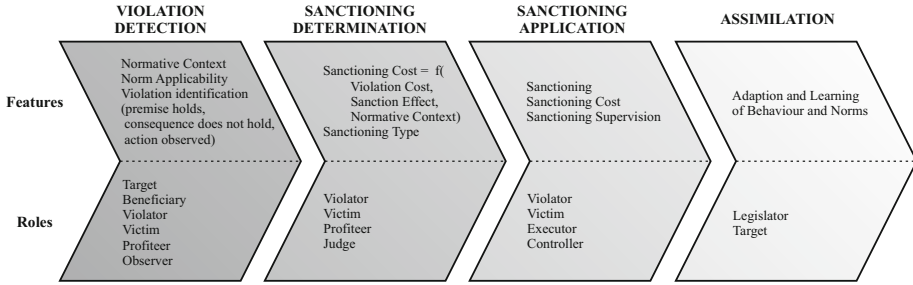 VIOLATION
DETECTION
SANCTIONING
DETERMINATION
SANCTIONING
APPLICATION
ASSIMILATION
Features
Normative Context
Norm Applicability
Violation identification
(premise holds,
consequence does not hold,
action observed)
Sanctioning Cost = f(
Violation Cost,
Sanction Effect,
Normative Context)
Sanctioning Type
Sanctioning
Sanctioning Cost
Sanctioning Supervision
Adaption and Learning
of Behaviour and Norms
Roles
Target
Beneficiary
Violator
Victim
Profiteer
Observer
Violator
Victim
Profiteer
Judge
Violator
Victim
Executor
Controller
Legislator
Target